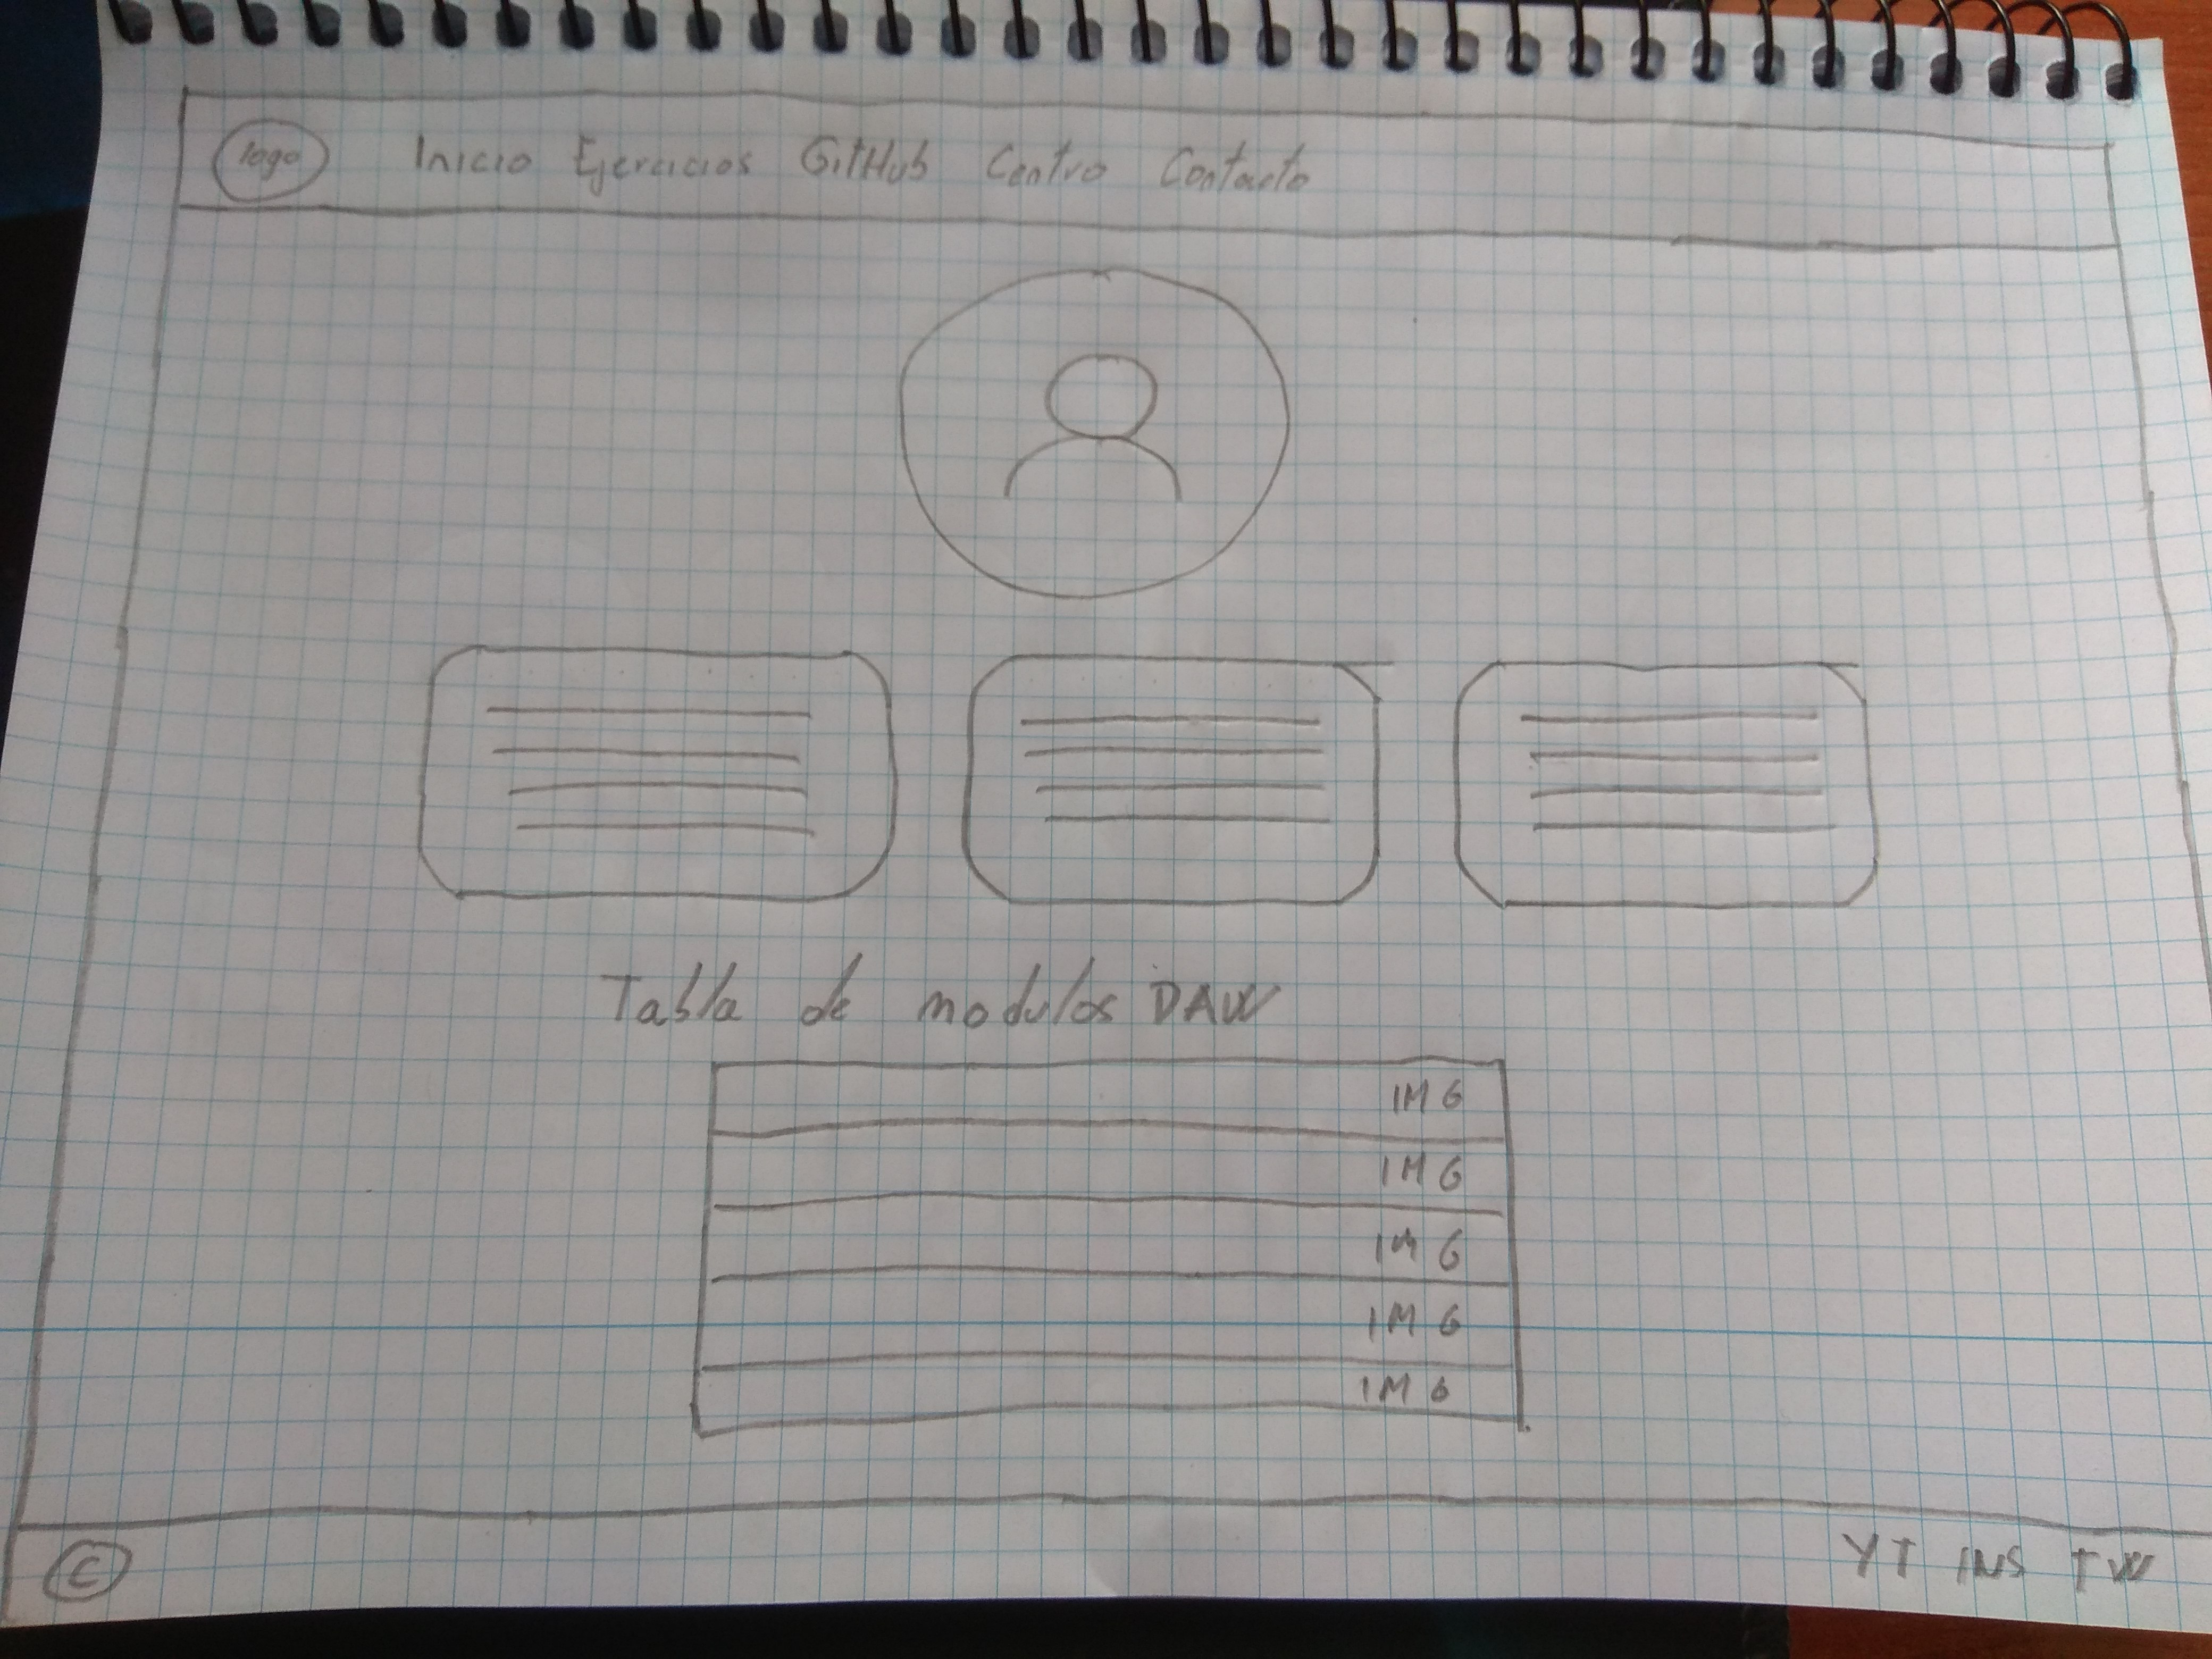 logo Inicio Ejercicios GitHub Centro Contacto
Tabla de modulos DAW
IMG
IMG
IMG
IMG
IMG
© YT INS TW